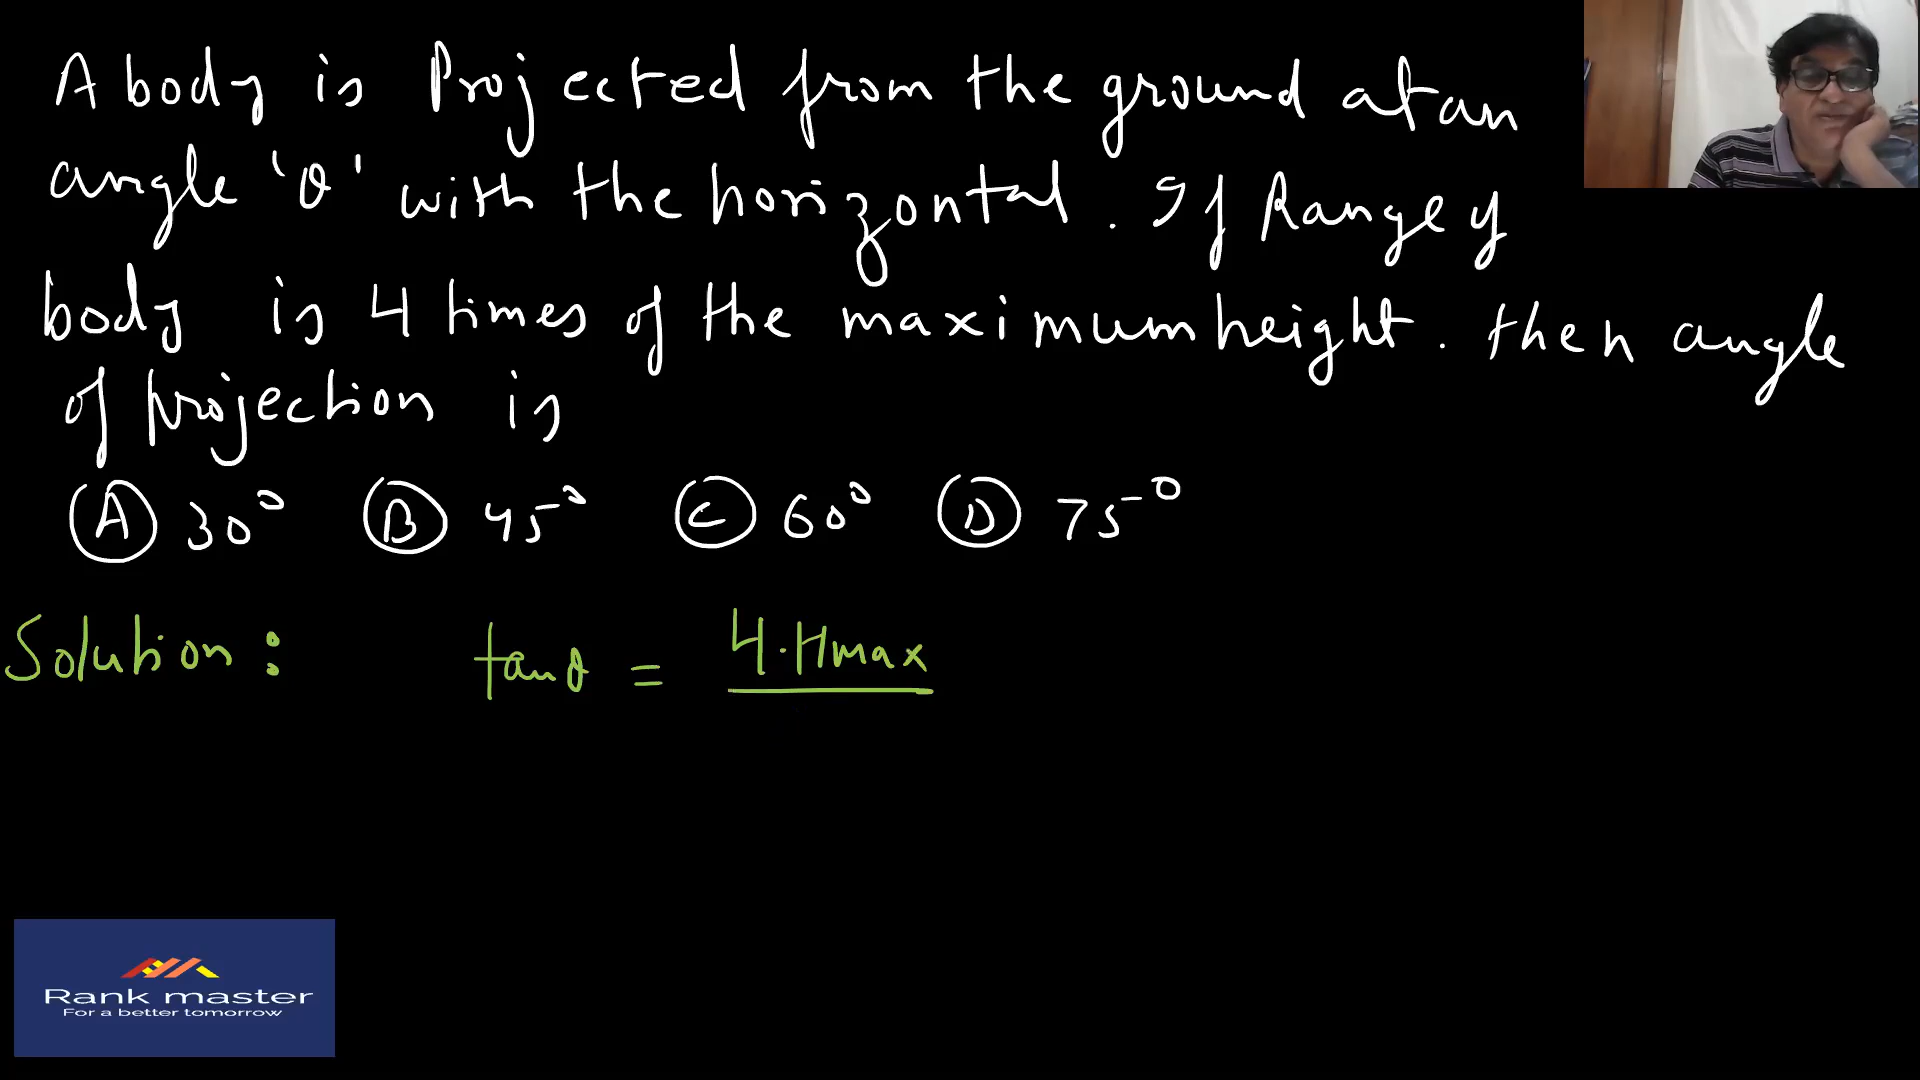 A body is Projected from the ground at an
angle 'θ' with the horizontal. If Range of
body is 4 times of the maximum height. then angle
of projection is
(A) 30° (B) 45° (C) 60° (D) 75°
Solution: tanθ = 4·Hmax
Rank master
For a better tomorrow